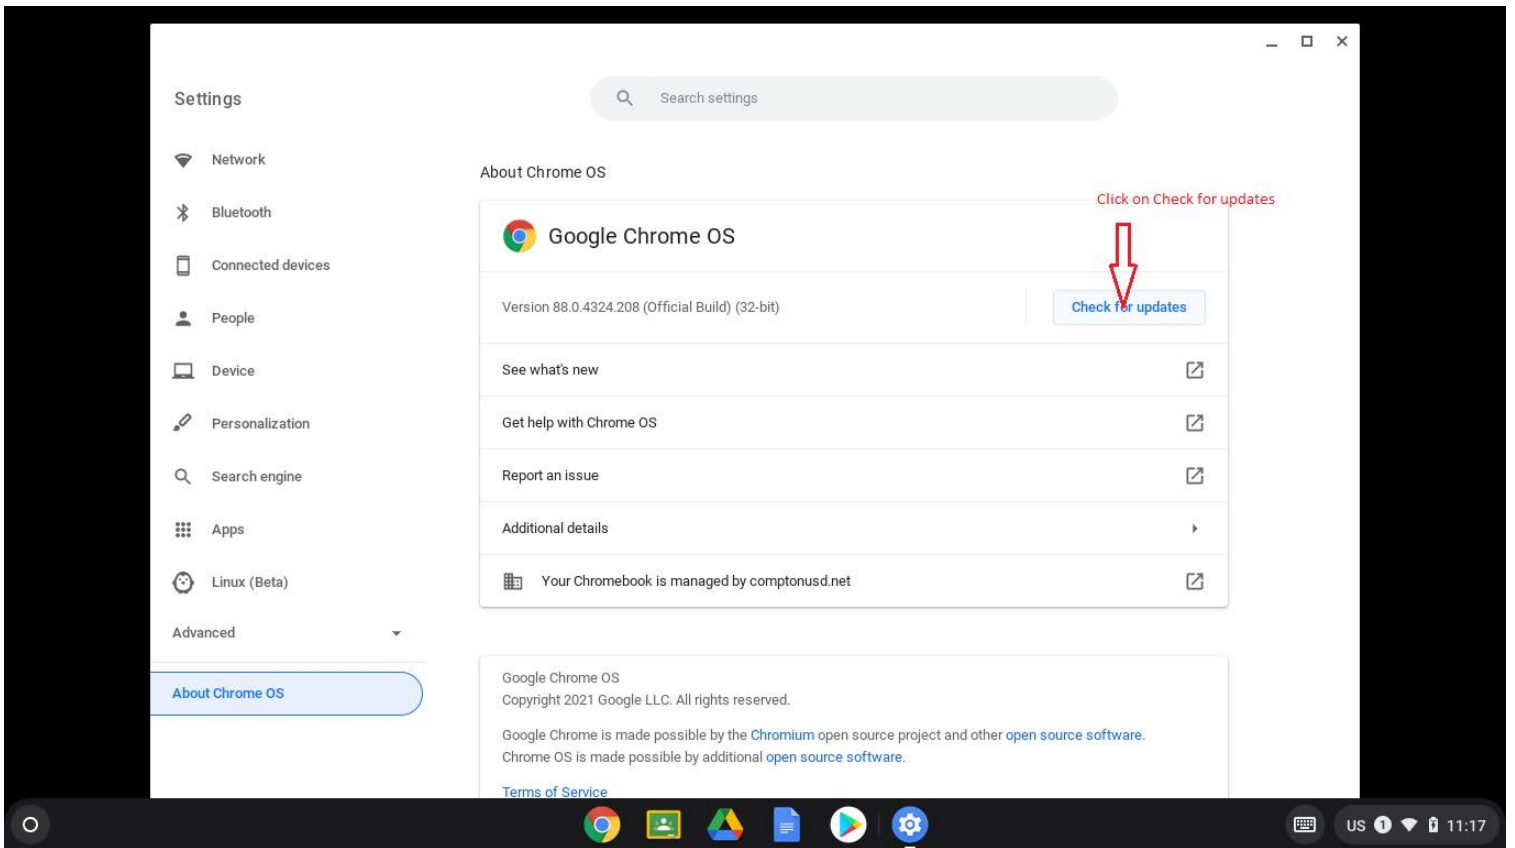 Settings
Search settings
Network
Bluetooth
Connected devices
People
Device
Personalization
Search engine
Apps
Linux (Beta)
Advanced
About Chrome OS
About Chrome OS
Click on Check for updates
Google Chrome OS
Version 88.0.4324.208 (Official Build) (32-bit)
Check for updates
See what's new
Get help with Chrome OS
Report an issue
Additional details
Your Chromebook is managed by comptonusd.net
Google Chrome OS
Copyright 2021 Google LLC. All rights reserved.
Google Chrome is made possible by the Chromium open source project and other open source software.
Chrome OS is made possible by additional open source software.
Terms of Service
US 1 11:17